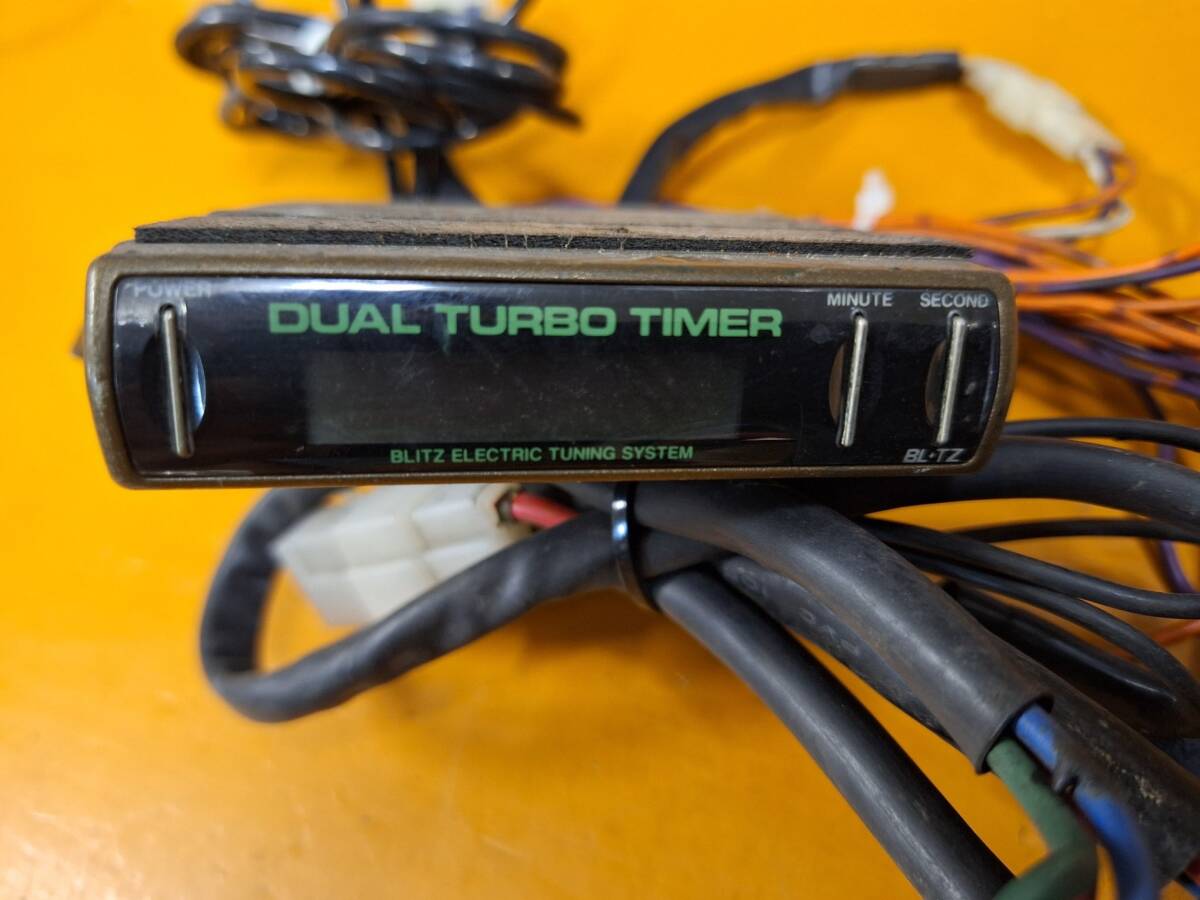 POWER
DUAL TURBO TIMER
MINUTE SECOND
BLITZ ELECTRIC TUNING SYSTEM
BLITZ